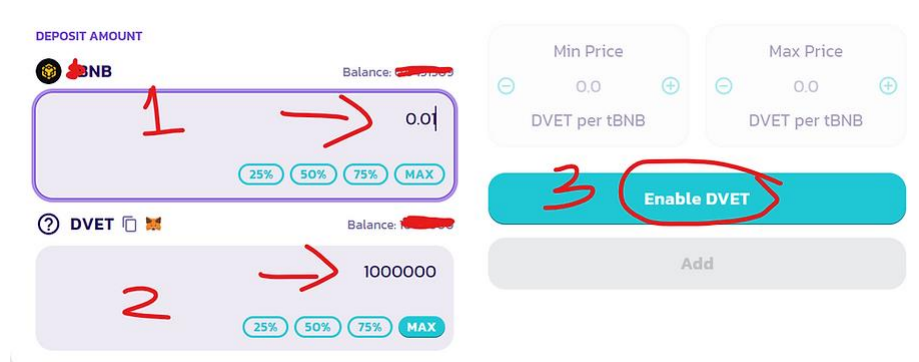 DEPOSIT AMOUNT
BNB
Balance:
1
0.01
25% 50% 75% MAX
DVET
Balance:
2
1000000
25% 50% 75% MAX
Min Price
0.0
DVET per tBNB
Max Price
0.0
DVET per tBNB
3
Enable DVET
Add